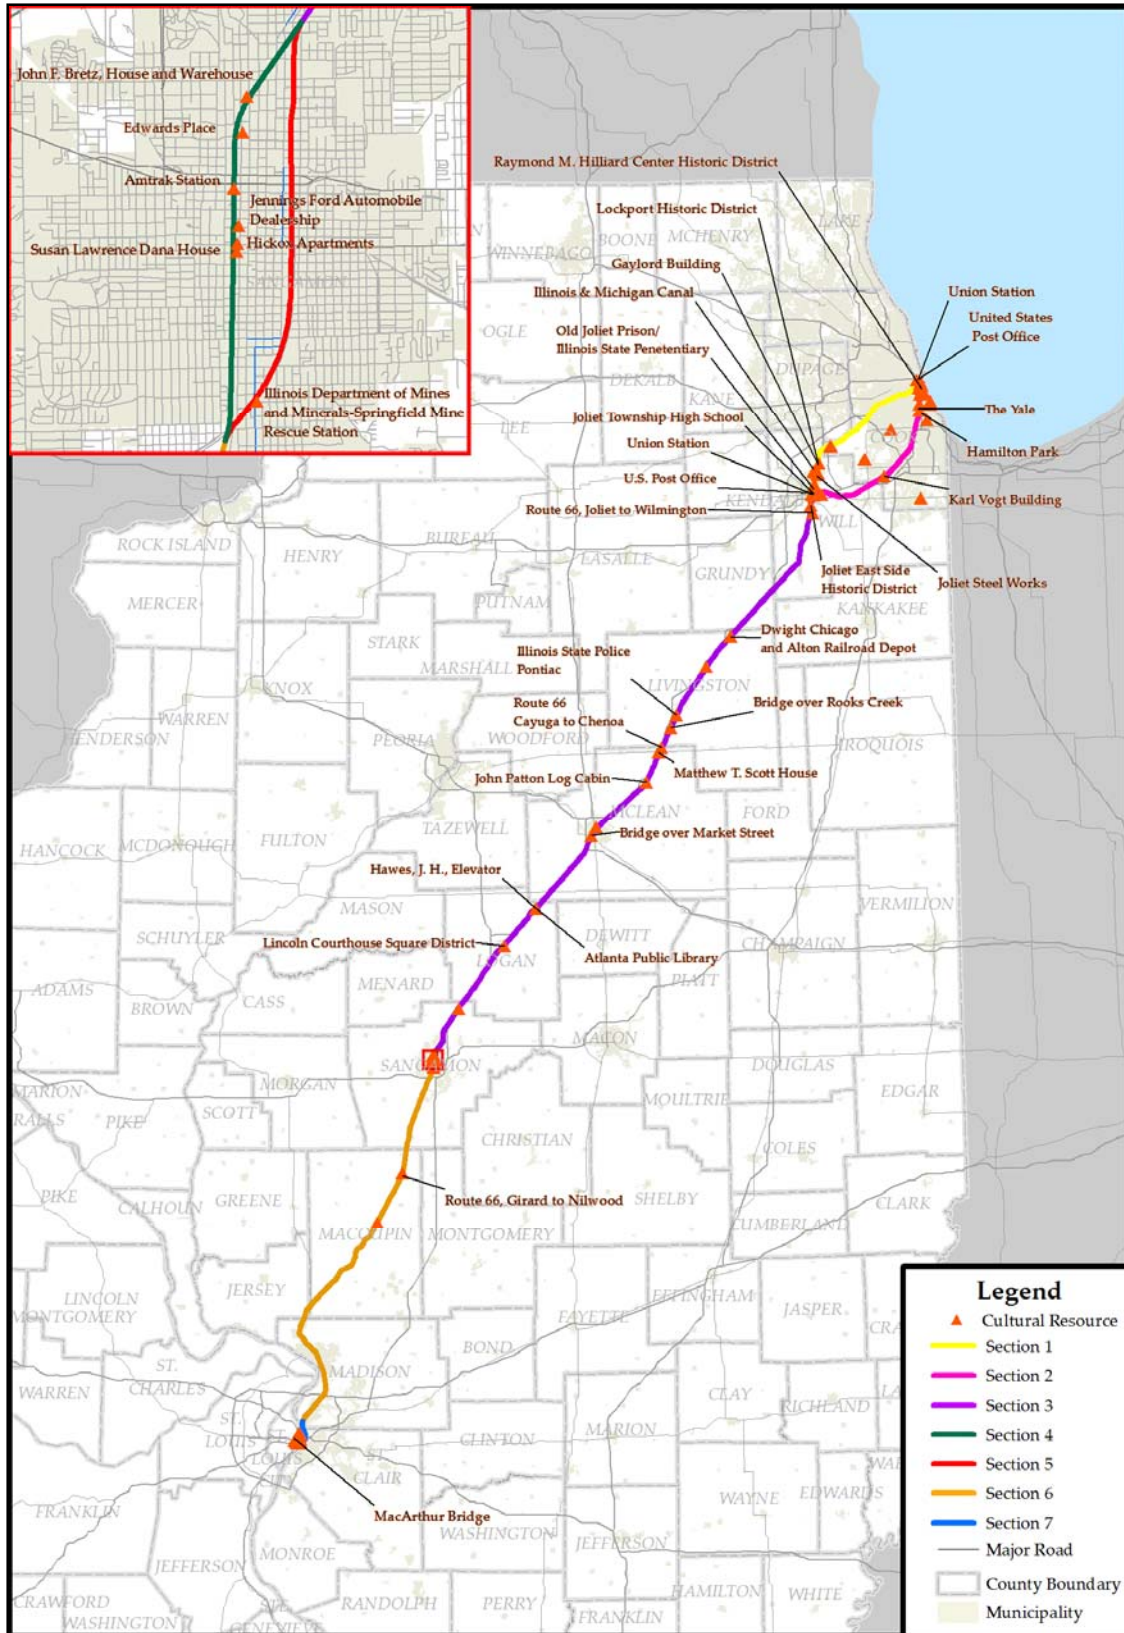 John F. Bretz, House and Warehouse
Edwards Place
Amtrak Station
Jennings Ford Automobile
Dealership
Susan Lawrence Dana House
Hickox Apartments
SANGAMON
Illinois Department of Mines
and Minerals-Springfield Mine
Rescue Station
Raymond M. Hilliard Center Historic District
Lockport Historic District
Gaylord Building
Illinois & Michigan Canal
Old Joliet Prison/
Illinois State Penetentiary
Joliet Township High School
Union Station
U.S. Post Office
Route 66, Joliet to Wilmington
Union Station
United States
Post Office
The Yale
Hamilton Park
Karl Vogt Building
Joliet East Side
Historic District
Joliet Steel Works
Dwight Chicago
and Alton Railroad Depot
Illinois State Police
Pontiac
Route 66
Cayuga to Chenoa
Bridge over Rooks Creek
Matthew T. Scott House
John Patton Log Cabin
Bridge over Market Street
Hawes, J. H., Elevator
Lincoln Courthouse Square District
Atlanta Public Library
Route 66, Girard to Nilwood
MacArthur Bridge
WINNEBAGO
BOONE
MCHENRY
LAKE
OGLE
DEKALB
KANE
DUPAGE
LEE
KENDALL
WILL
ROCK ISLAND
HENRY
BUREAU
LASALLE
GRUNDY
KANKAKEE
MERCER
PUTNAM
STARK
MARSHALL
LIVINGSTON
KNOX
WARREN
HENDERSON
PEORIA
WOODFORD
IROQUOIS
MCLEAN
FORD
TAZEWELL
HANCOCK
MCDONOUGH
FULTON
MASON
VERMILION
SCHUYLER
DEWITT
CHAMPAIGN
LOGAN
ADAMS
BROWN
CASS
MENARD
PIATT
MACON
SANGAMON
MORGAN
DOUGLAS
EDGAR
MARION
RALLS
PIKE
SCOTT
MOULTRIE
CHRISTIAN
COLES
PIKE
CALHOUN
GREENE
SHELBY
CLARK
CUMBERLAND
MACOUPIN
MONTGOMERY
LINCOLN
MONTGOMERY
JERSEY
FAYETTE
EFFINGHAM
JASPER
BOND
MADISON
ST.
CHARLES
WARREN
CLAY
RICHLAND
ST.
LOUIS
ST.
LOUIS
CLINTON
MARION
ST.
CLAIR
WAYNE
EDWARDS
FRANKLIN
WASHINGTON
JEFFERSON
JEFFERSON
MONROE
CRAWFORD
WASHINGTON
STE.
GENEVIEVE
RANDOLPH
PERRY
FRANKLIN
HAMILTON
WHITE
Legend
Cultural Resource
Section 1
Section 2
Section 3
Section 4
Section 5
Section 6
Section 7
Major Road
County Boundary
Municipality